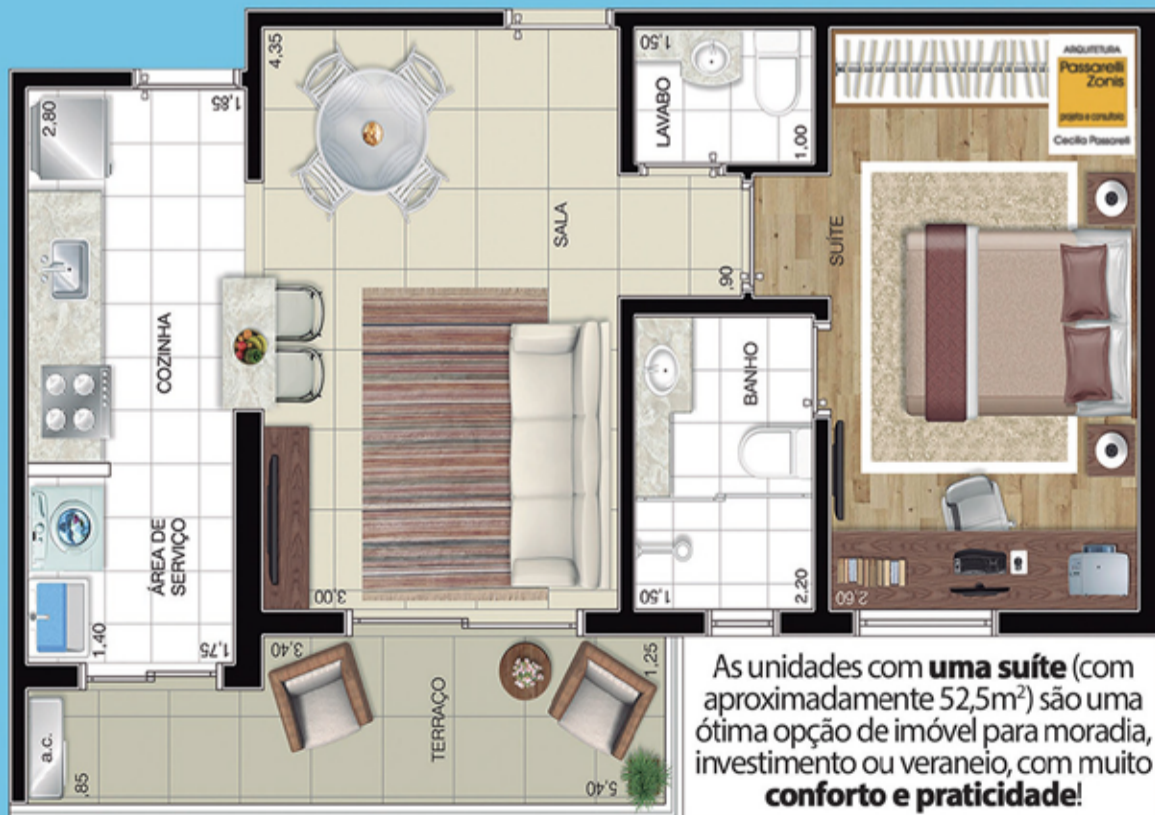 4,35
1,50
LAVABO
1,00
ARQUITETURA
Passarelli
Zonis
projeto e consultoria
Cecilia Passarelli
2,80
1,85
SALA
SUÍTE
,90
COZINHA
BANHO
ÁREA DE
SERVIÇO
3,00
1,50
2,20
2,60
1,40
1,75
3,40
1,25
TERRAÇO
a.c.
,85
5,40
As unidades com uma suíte (com
aproximadamente 52,5m²) são uma
ótima opção de imóvel para moradia,
investimento ou veraneio, com muito
conforto e praticidade!